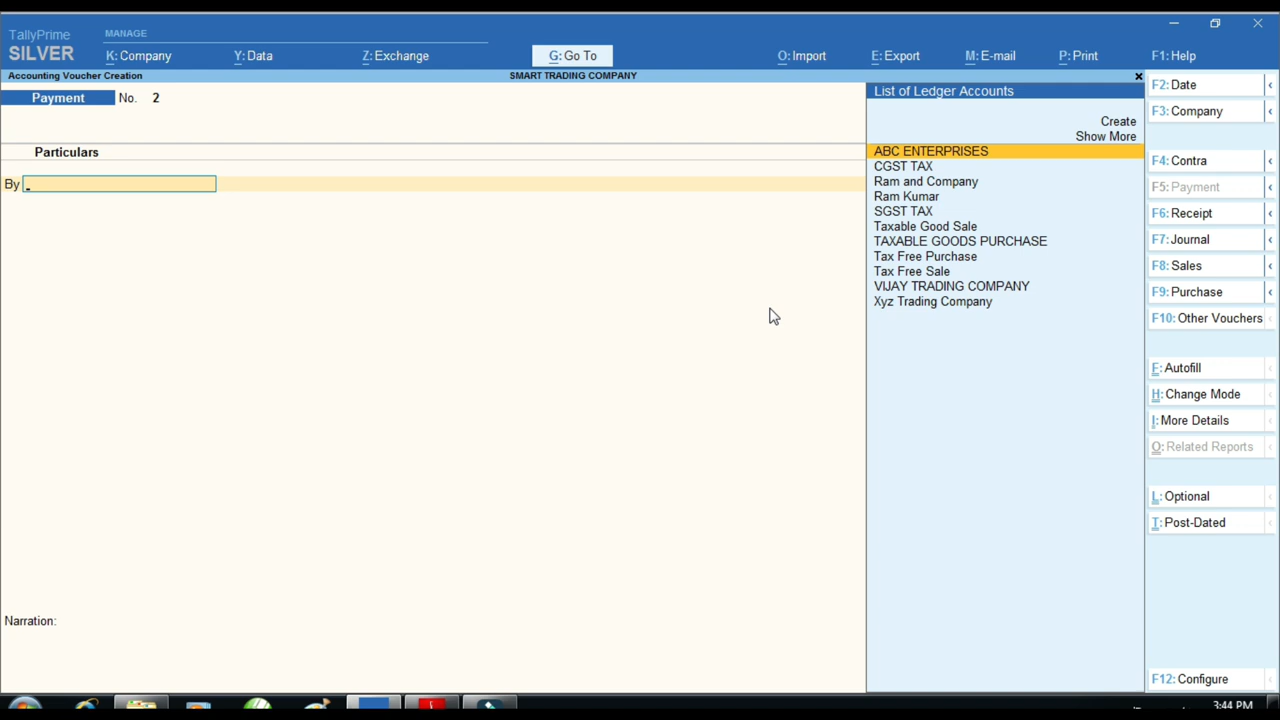 TallyPrime
MANAGE
SILVER
K: Company
Y: Data
Z: Exchange
G: Go To
O: Import
E: Export
M: E-mail
P: Print
F1: Help
Accounting Voucher Creation
SMART TRADING COMPANY
Payment No. 2
Particulars
By
Narration:
List of Ledger Accounts
Create
Show More
ABC ENTERPRISES
CGST TAX
Ram and Company
Ram Kumar
SGST TAX
Taxable Good Sale
TAXABLE GOODS PURCHASE
Tax Free Purchase
Tax Free Sale
VIJAY TRADING COMPANY
Xyz Trading Company
F2: Date
F3: Company
F4: Contra
F5: Payment
F6: Receipt
F7: Journal
F8: Sales
F9: Purchase
F10: Other Vouchers
F: Autofill
H: Change Mode
I: More Details
O: Related Reports
L: Optional
T: Post-Dated
F12: Configure
3:44 PM